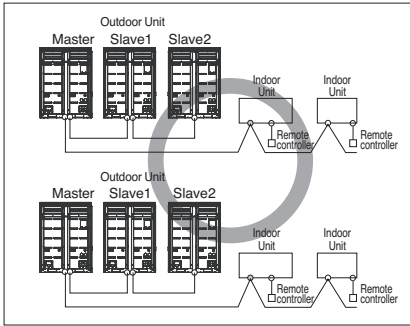 Outdoor Unit
Master Slave1 Slave2
Indoor Unit
Indoor Unit
Remote controller
Remote controller
Outdoor Unit
Master Slave1 Slave2
Indoor Unit
Indoor Unit
Remote controller
Remote controller